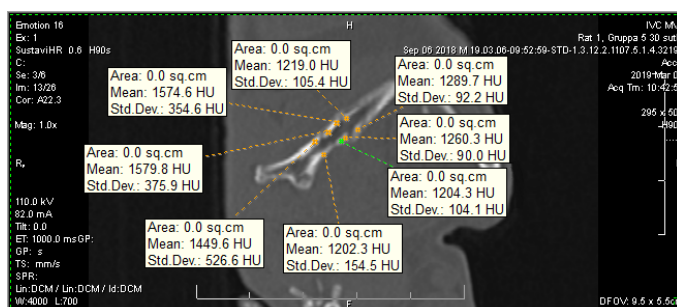 Emotion 16
Ex: 1
SustaviHR 0.6 H90s
C:
Se: 3/6
Im: 13/26
Cor: A22.3
Mag: 1.0x
H
IVC
Rat 1, Gruppa 5 30
Sep 06 2018 M 19.03.06-09:52:59-STD-1.3.12.2.1107.5.1.4.3219
2019 Mar
Acq Tm: 10:42:5
295 x
Area: 0.0 sq.cm
Mean: 1219.0 HU
Std.Dev.: 105.4 HU
Area: 0.0 sq.cm
Mean: 1574.6 HU
Std.Dev.: 354.6 HU
Area: 0.0 sq.cm
Mean: 1289.7 HU
Std.Dev.: 92.2 HU
Area: 0.0 sq.cm
Mean: 1260.3 HU
Std.Dev.: 90.0 HU
Area: 0.0 sq.cm
Mean: 1579.8 HU
Std.Dev.: 375.9 HU
Area: 0.0 sq.cm
Mean: 1204.3 HU
Std.Dev.: 104.1 HU
Area: 0.0 sq.cm
Mean: 1449.6 HU
Std.Dev.: 526.6 HU
Area: 0.0 sq.cm
Mean: 1202.3 HU
Std.Dev.: 154.5 HU
R
110.0 kV
82.0 mA
Tilt: 0.0
ET: 1000.0 msGP:
GP: s
TS: mm/s
SPR:
Lin:DCM / Lin:DCM / Id:DCM
W:4000 L:700
F
DFOV: 9.5 x